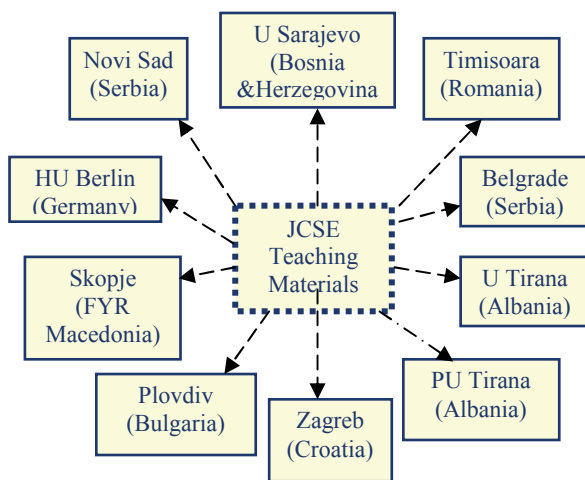 U Sarajevo
(Bosnia
&Herzegovina
Novi Sad
(Serbia)
Timisoara
(Romania)
HU Berlin
(Germany)
JCSE
Teaching
Materials
Belgrade
(Serbia)
Skopje
(FYR
Macedonia)
U Tirana
(Albania)
Plovdiv
(Bulgaria)
Zagreb
(Croatia)
PU Tirana
(Albania)